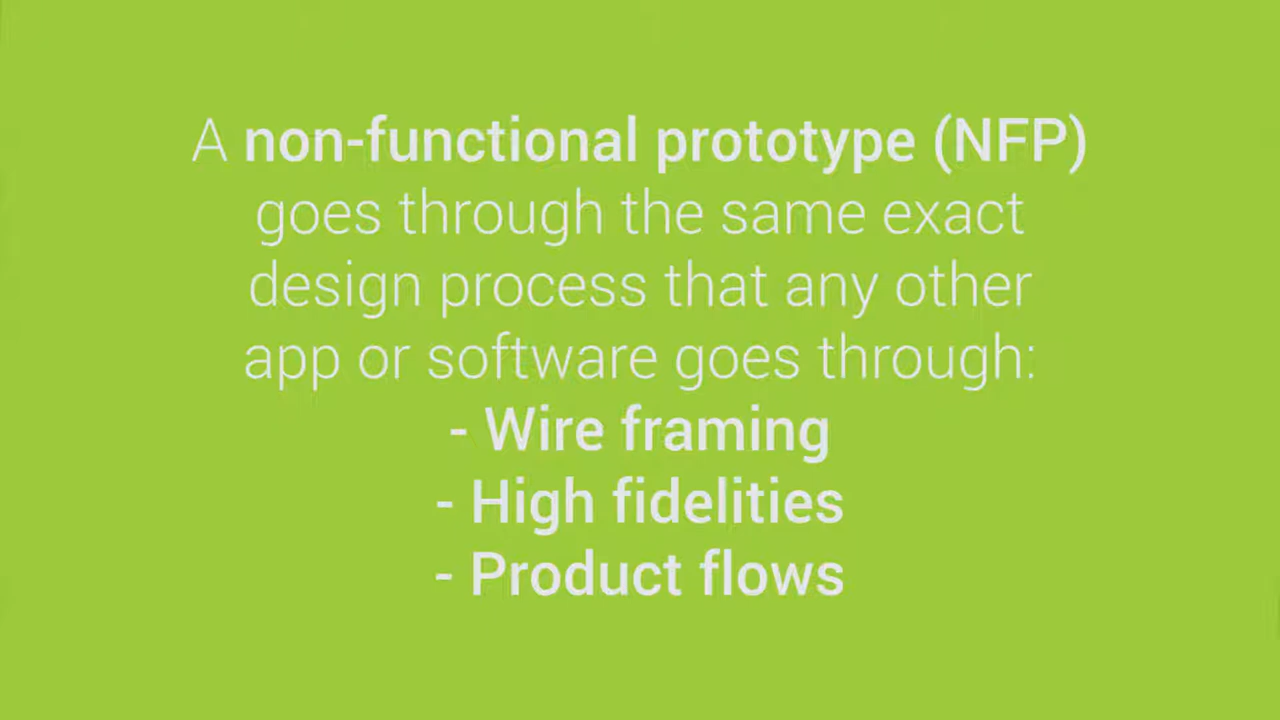 A non-functional prototype (NFP)
goes through the same exact
design process that any other
app or software goes through:
- Wire framing
- High fidelities
- Product flows